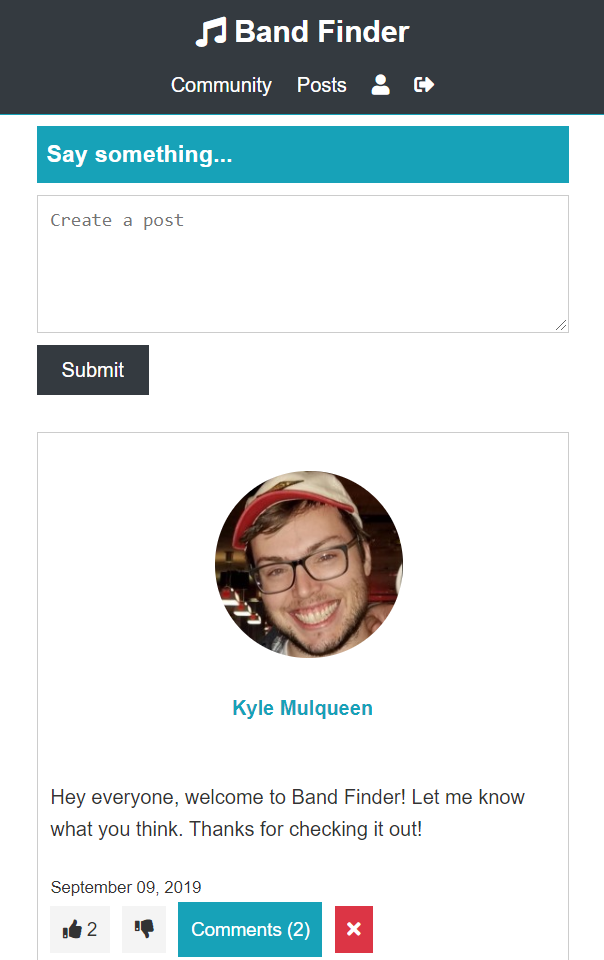 Band Finder
Community Posts
Say something...
Create a post
Submit
Kyle Mulqueen
Hey everyone, welcome to Band Finder! Let me know
what you think. Thanks for checking it out!
September 09, 2019
2 Comments (2)